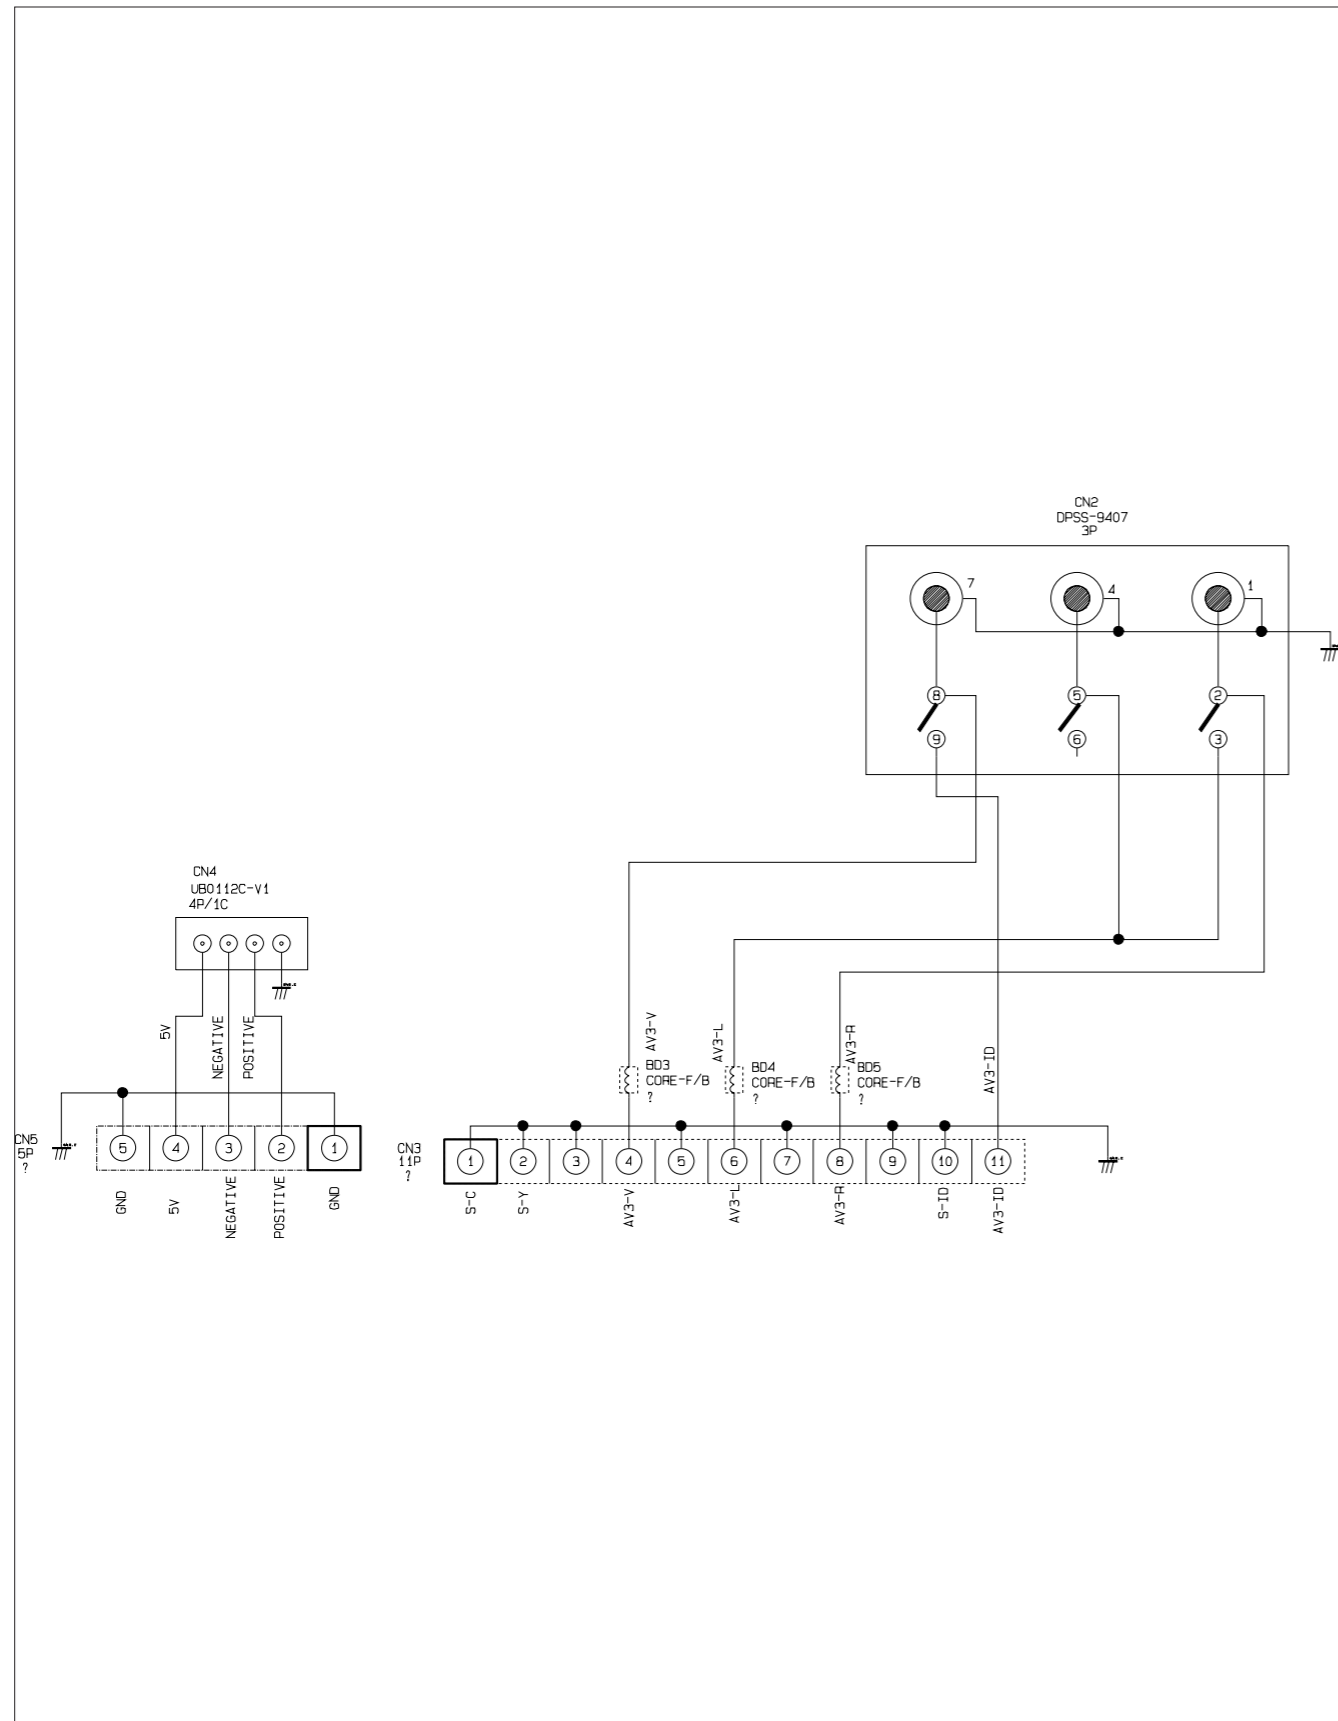 CN2
DPSS-9407
3P
7
4
1
8
5
2
9
6
3
CN4
UB0112C-V1
4P/1C
5V
NEGATIVE
POSITIVE
AV3-V
AV3-L
AV3-R
AV3-ID
BD3
CORE-F/B
?
BD4
CORE-F/B
?
BD5
CORE-F/B
?
CN5
5P
?
5
4
3
2
1
GND
5V
NEGATIVE
POSITIVE
GND
CN3
11P
?
1
2
3
4
5
6
7
8
9
10
11
S-C
S-Y
AV3-V
AV3-L
AV3-R
S-ID
AV3-ID